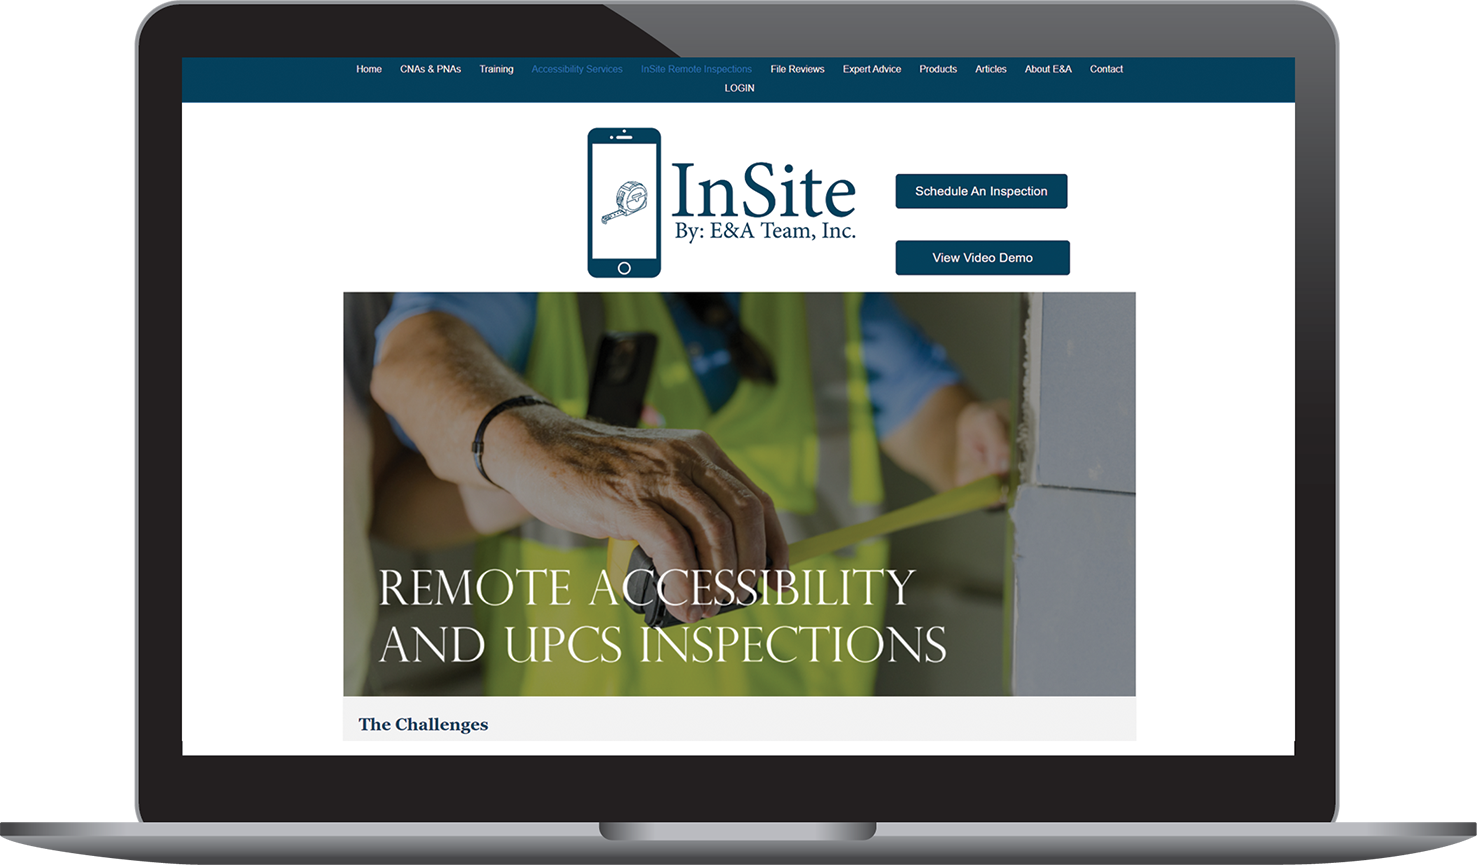 Home CNAs & PNAs Training Accessibility Services InSite Remote Inspections File Reviews Expert Advice Products Articles About E&A Contact
LOGIN
InSite
By: E&A Team, Inc.
Schedule An Inspection
View Video Demo
REMOTE ACCESSIBILITY
AND UPCS INSPECTIONS
The Challenges